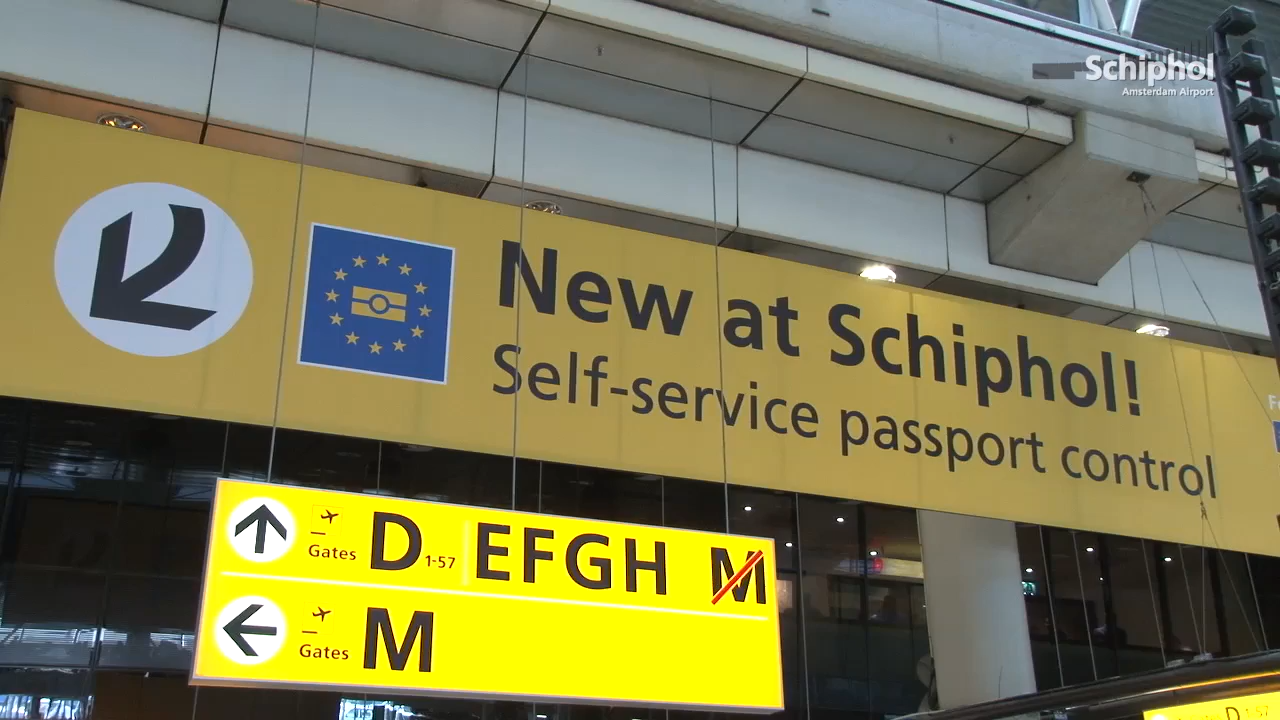 Schiphol
Amsterdam Airport
New at Schiphol!
Self-service passport control
Gates D 1-57 EFGH M
Gates M